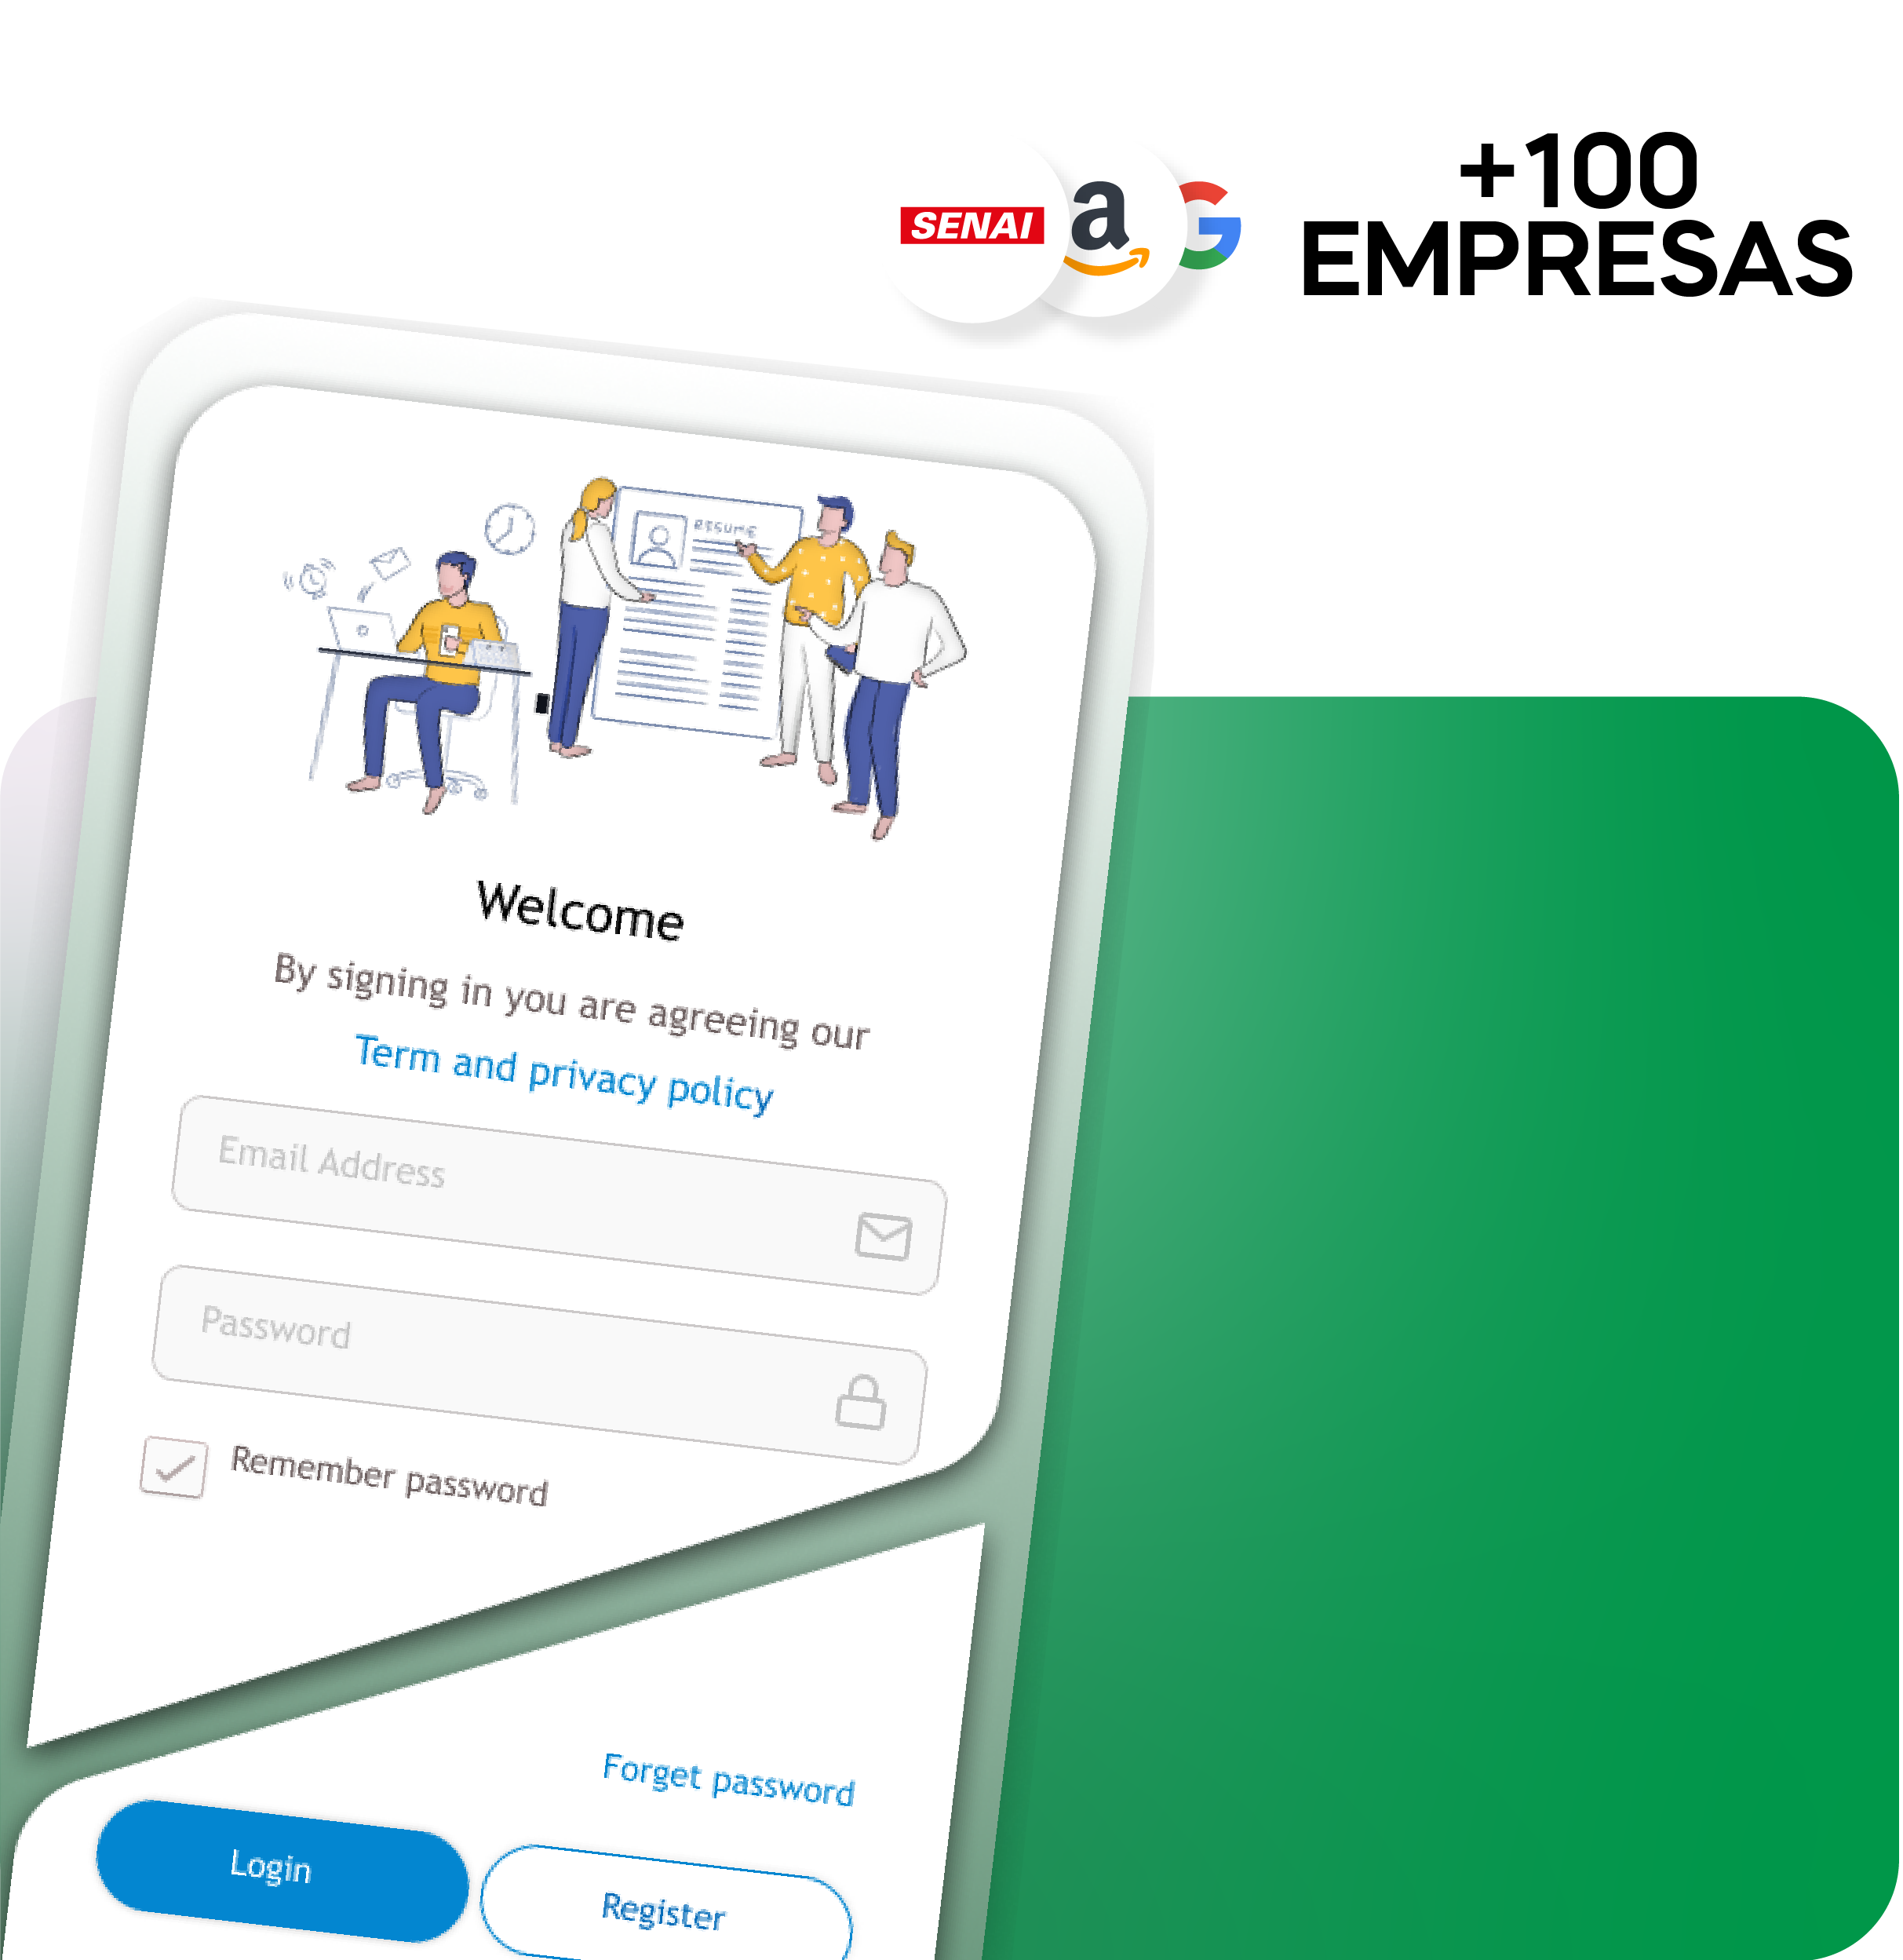 +100
EMPRESAS
SENAI
a
G
resume
Welcome
By signing in you are agreeing our
Term and privacy policy
Email Address
Password
Remember password
Forget password
Login
Register